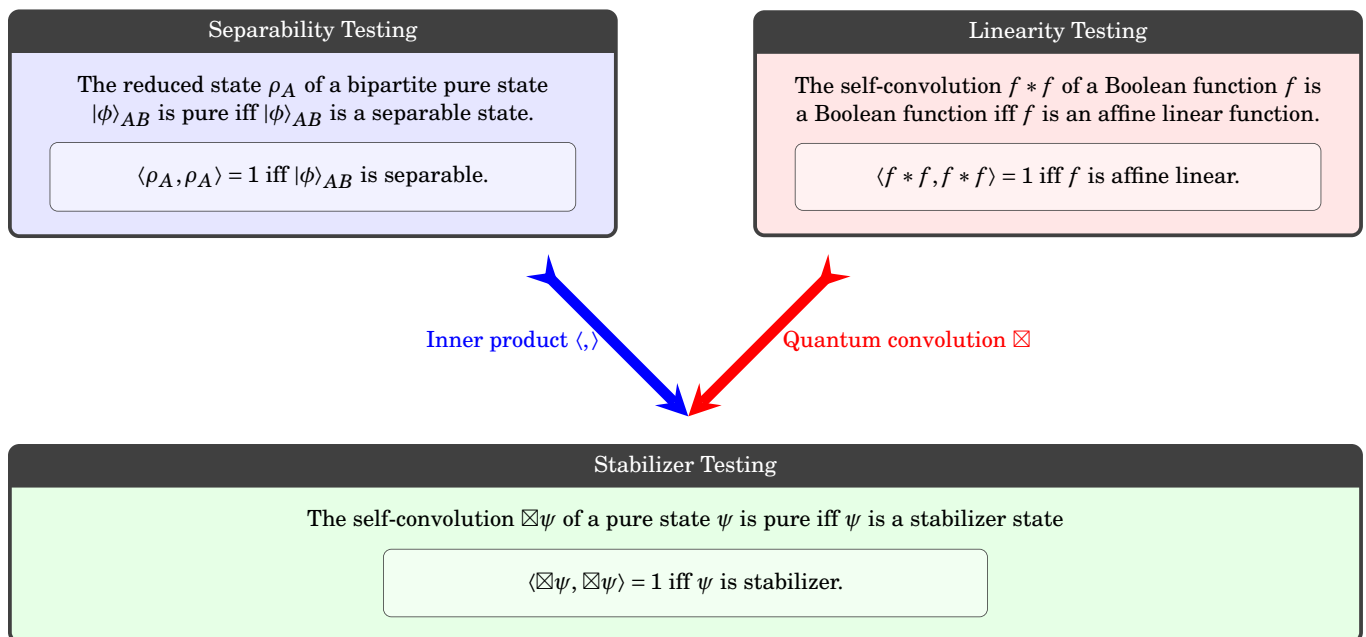 Separability Testing
The reduced state ρ_A of a bipartite pure state
|ϕ⟩_AB is pure iff |ϕ⟩_AB is a separable state.
⟨ρ_A, ρ_A⟩ = 1 iff |ϕ⟩_AB is separable.
Linearity Testing
The self-convolution f ∗ f of a Boolean function f is
a Boolean function iff f is an affine linear function.
⟨f ∗ f, f ∗ f⟩ = 1 iff f is affine linear.
Inner product ⟨,⟩
Quantum convolution ⊠
Stabilizer Testing
The self-convolution ⊠ψ of a pure state ψ is pure iff ψ is a stabilizer state
⟨⊠ψ, ⊠ψ⟩ = 1 iff ψ is stabilizer.